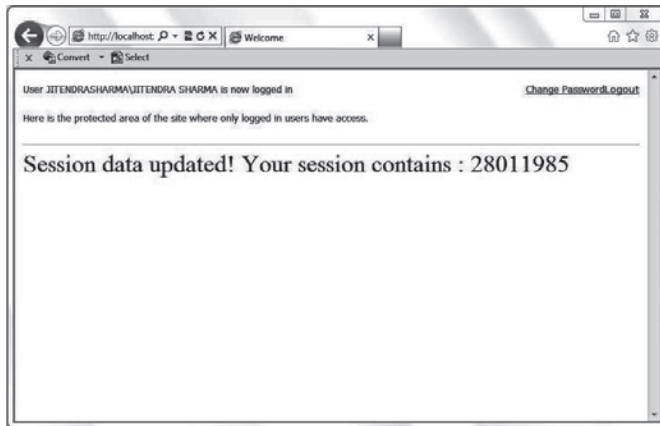 http://localhost:
Welcome
x
x Convert Select
User JITENDRASHARMA\JITENDRA SHARMA is now logged in
Change PasswordLogout
Here is the protected area of the site where only logged in users have access.
Session data updated! Your session contains : 28011985